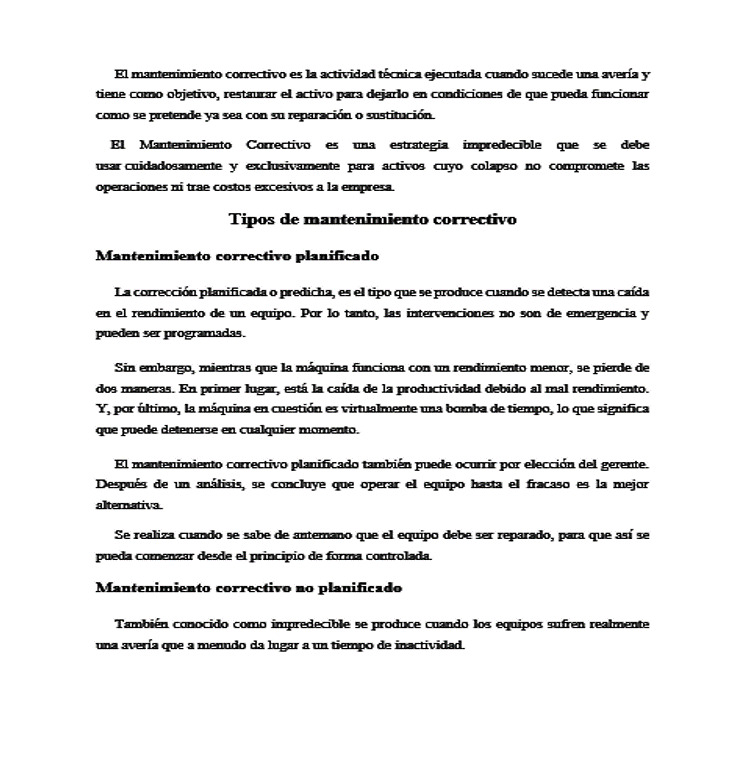 El mantenimiento correctivo es la actividad técnica ejecutada cuando sucede una avería y
tiene como objetivo, restaurar el activo para dejarlo en condiciones de que pueda funcionar
como se pretende ya sea con su reparación o sustitución.
El Mantenimiento Correctivo es una estrategia impredecible que se debe
usar cuidadosamente y exclusivamente para activos cuyo colapso no compromete las
operaciones ni trae costos excesivos a la empresa.
Tipos de mantenimiento correctivo
Mantenimiento correctivo planificado
La corrección planificada o predicha, es el tipo que se produce cuando se detecta una caída
en el rendimiento de un equipo. Por lo tanto, las intervenciones no son de emergencia y
pueden ser programadas.
Sin embargo, mientras que la máquina funciona con un rendimiento menor, se pierde de
dos maneras. En primer lugar, está la caída de la productividad debido al mal rendimiento.
Y, por último, la máquina en cuestión es virtualmente una bomba de tiempo, lo que significa
que puede detenerse en cualquier momento.
El mantenimiento correctivo planificado también puede ocurrir por elección del gerente.
Después de un análisis, se concluye que operar el equipo hasta el fracaso es la mejor
alternativa.
Se realiza cuando se sabe de antemano que el equipo debe ser reparado, para que así se
pueda comenzar desde el principio de forma controlada.
Mantenimiento correctivo no planificado
También conocido como impredecible se produce cuando los equipos sufren realmente
una avería que a menudo da lugar a un tiempo de inactividad.